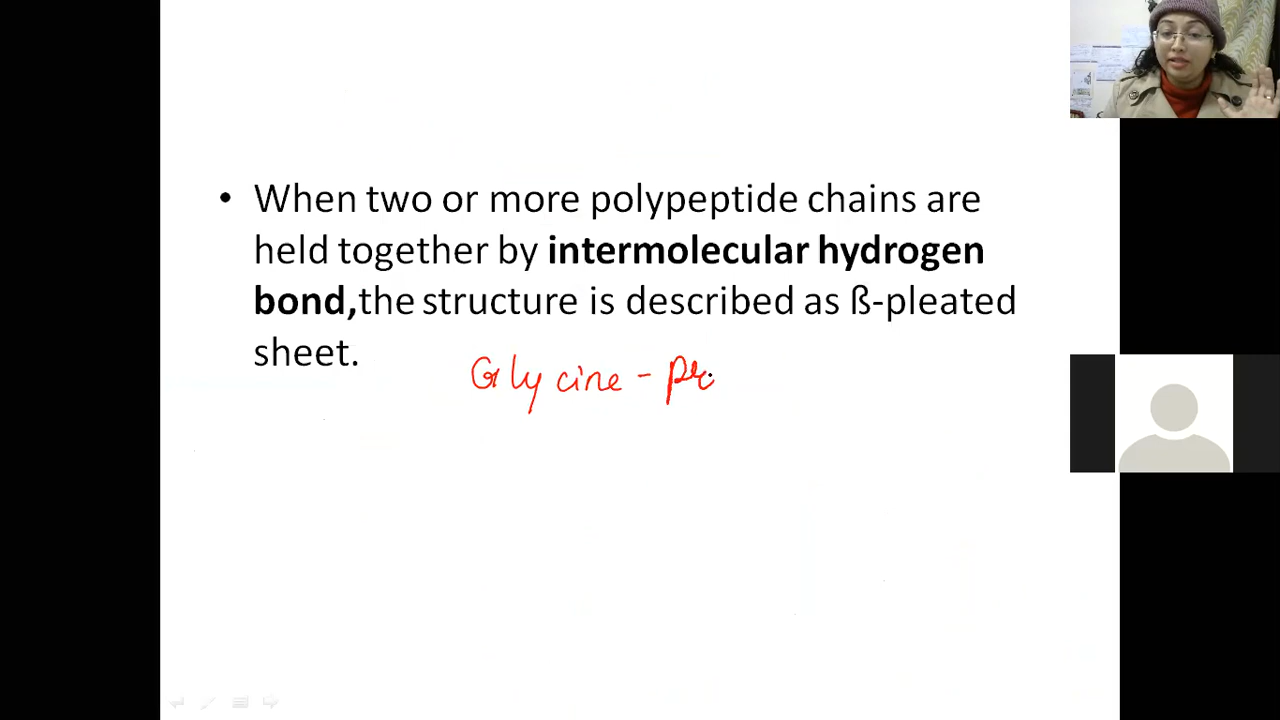 • When two or more polypeptide chains are
held together by intermolecular hydrogen
bond,the structure is described as ß-pleated
sheet.
Glycine - pro